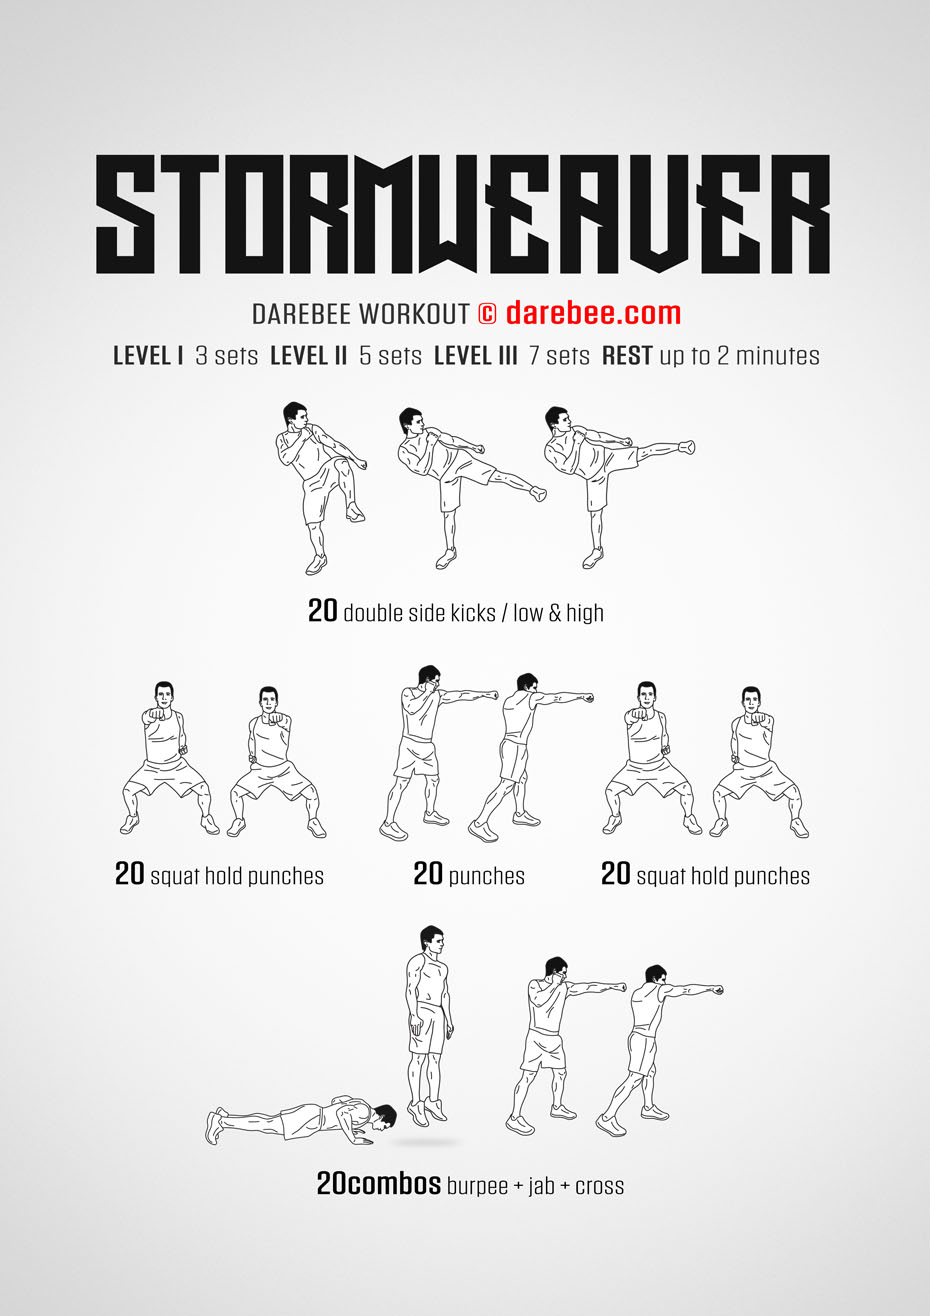 STORMWEAVER
DAREBEE WORKOUT © darebee.com
LEVEL I 3 sets LEVEL II 5 sets LEVEL III 7 sets REST up to 2 minutes
20 double side kicks / low & high
20 squat hold punches
20 punches
20 squat hold punches
20combos burpee + jab + cross